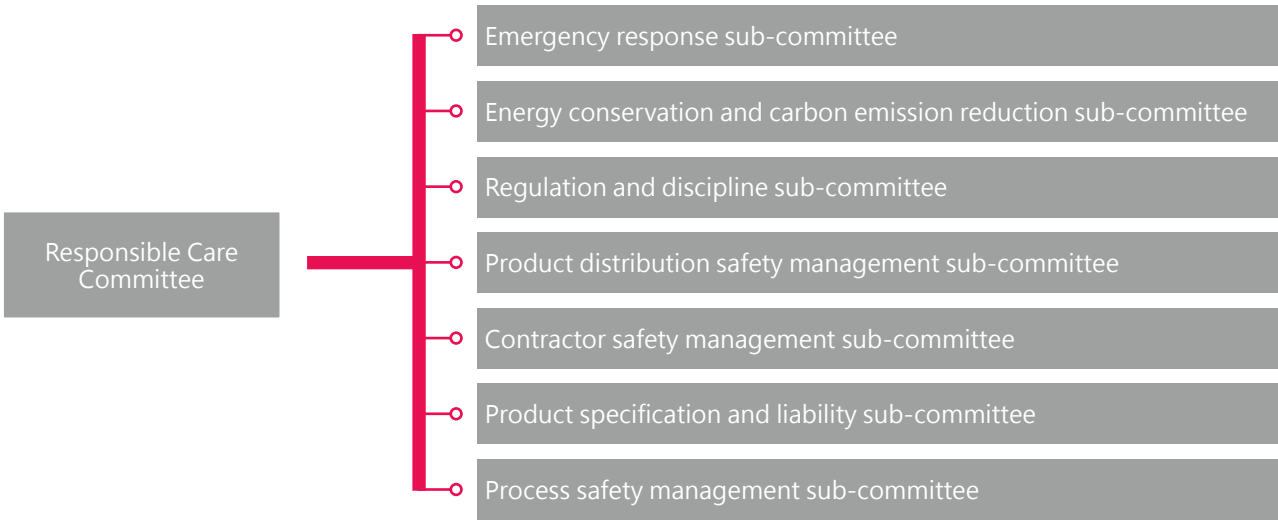 Emergency response sub-committee
Energy conservation and carbon emission reduction sub-committee
Regulation and discipline sub-committee
Responsible Care
Committee
Product distribution safety management sub-committee
Contractor safety management sub-committee
Product specification and liability sub-committee
Process safety management sub-committee